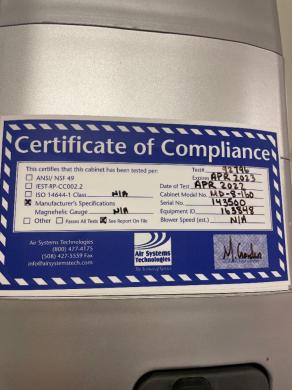 Certificate of Compliance
This certifies that this cabinet has been tested per:
ANSI/ NSF 49
IEST-RP-CC002.2
ISO 14644-1 Class N/A
Manufacturer's Specifications
Magnehelic Gauge N/A
Other Passes All Tests See Report On File
Test# 92796
Expires APR 2023
Date of Test APR 2022
Cabinet Model No. MD-8-160
Serial No. 143500
Equipment ID 163848
Blower Speed (est.) N/A
Air Systems Technologies
(800) 427-4175
(508) 427-5559 Fax
info@airsystemstech.com
Air Systems
Technologies